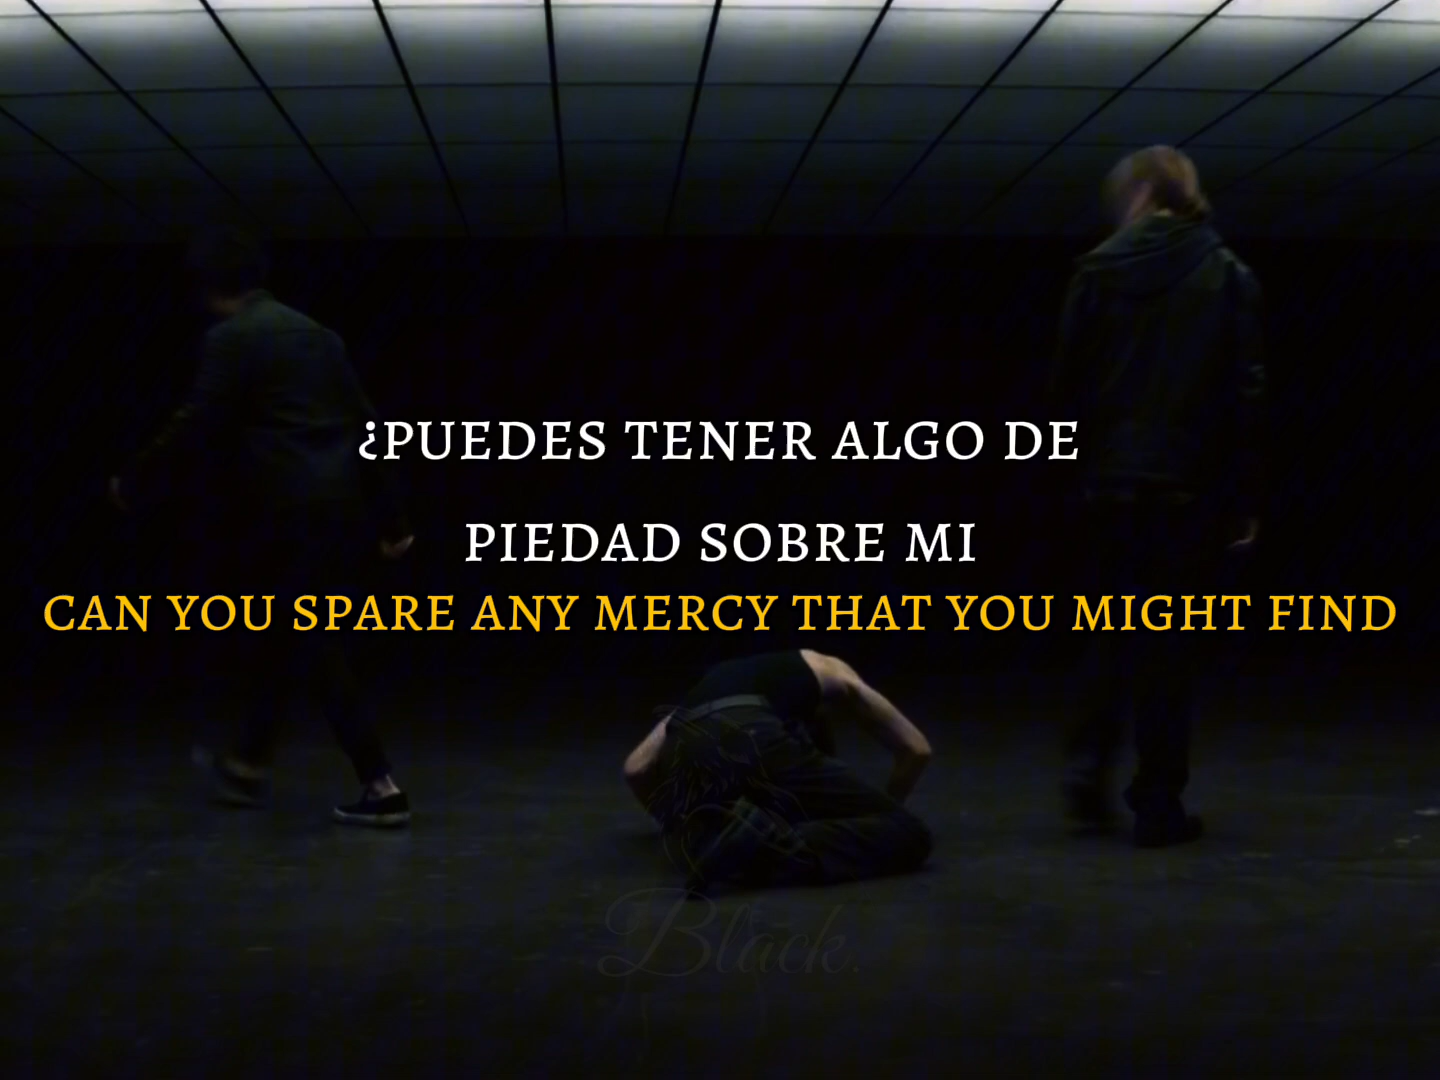 ¿PUEDES TENER ALGO DE
PIEDAD SOBRE MI
CAN YOU SPARE ANY MERCY THAT YOU MIGHT FIND
Black.